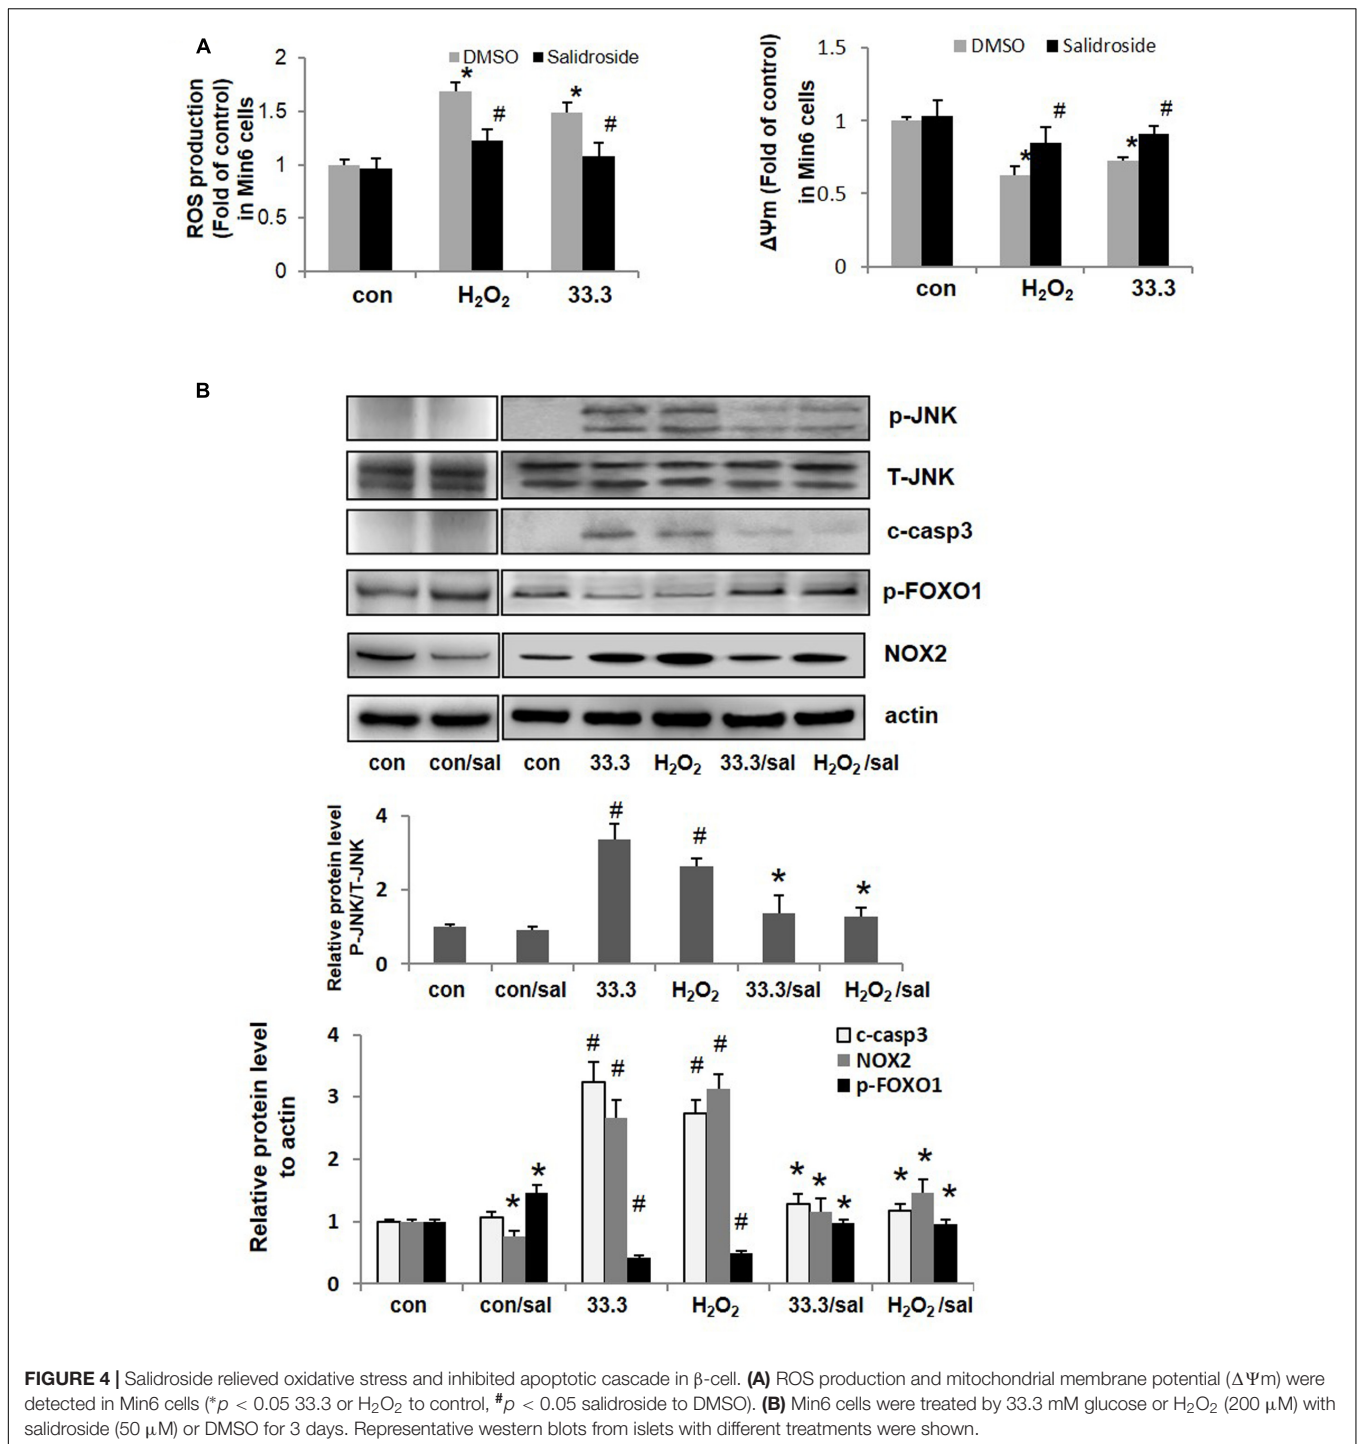 A
2
1.5
1
0.5
0
ROS production
(Fold of control)
in Min6 cells
DMSO Salidroside
* # * #
con H₂O₂ 33.3
1.5
1
0.5
0
ΔΨm (Fold of control)
in Min6 cells
DMSO Salidroside
* # * #
con H₂O₂ 33.3
B
p-JNK
T-JNK
c-casp3
p-FOXO1
NOX2
actin
con con/sal con 33.3 H₂O₂ 33.3/sal H₂O₂/sal
Relative protein level
P-JNK/T-JNK
4
2
0
# # * *
con con/sal 33.3 H₂O₂ 33.3/sal H₂O₂/sal
Relative protein level
to actin
4
3
2
1
0
c-casp3
NOX2
p-FOXO1
* * # # # # # # * * * * * *
con con/sal 33.3 H₂O₂ 33.3/sal H₂O₂/sal
FIGURE 4 | Salidroside relieved oxidative stress and inhibited apoptotic cascade in β-cell. (A) ROS production and mitochondrial membrane potential (ΔΨm) were
detected in Min6 cells (*p < 0.05 33.3 or H₂O₂ to control, #p < 0.05 salidroside to DMSO). (B) Min6 cells were treated by 33.3 mM glucose or H₂O₂ (200 μM) with
salidroside (50 μM) or DMSO for 3 days. Representative western blots from islets with different treatments were shown.